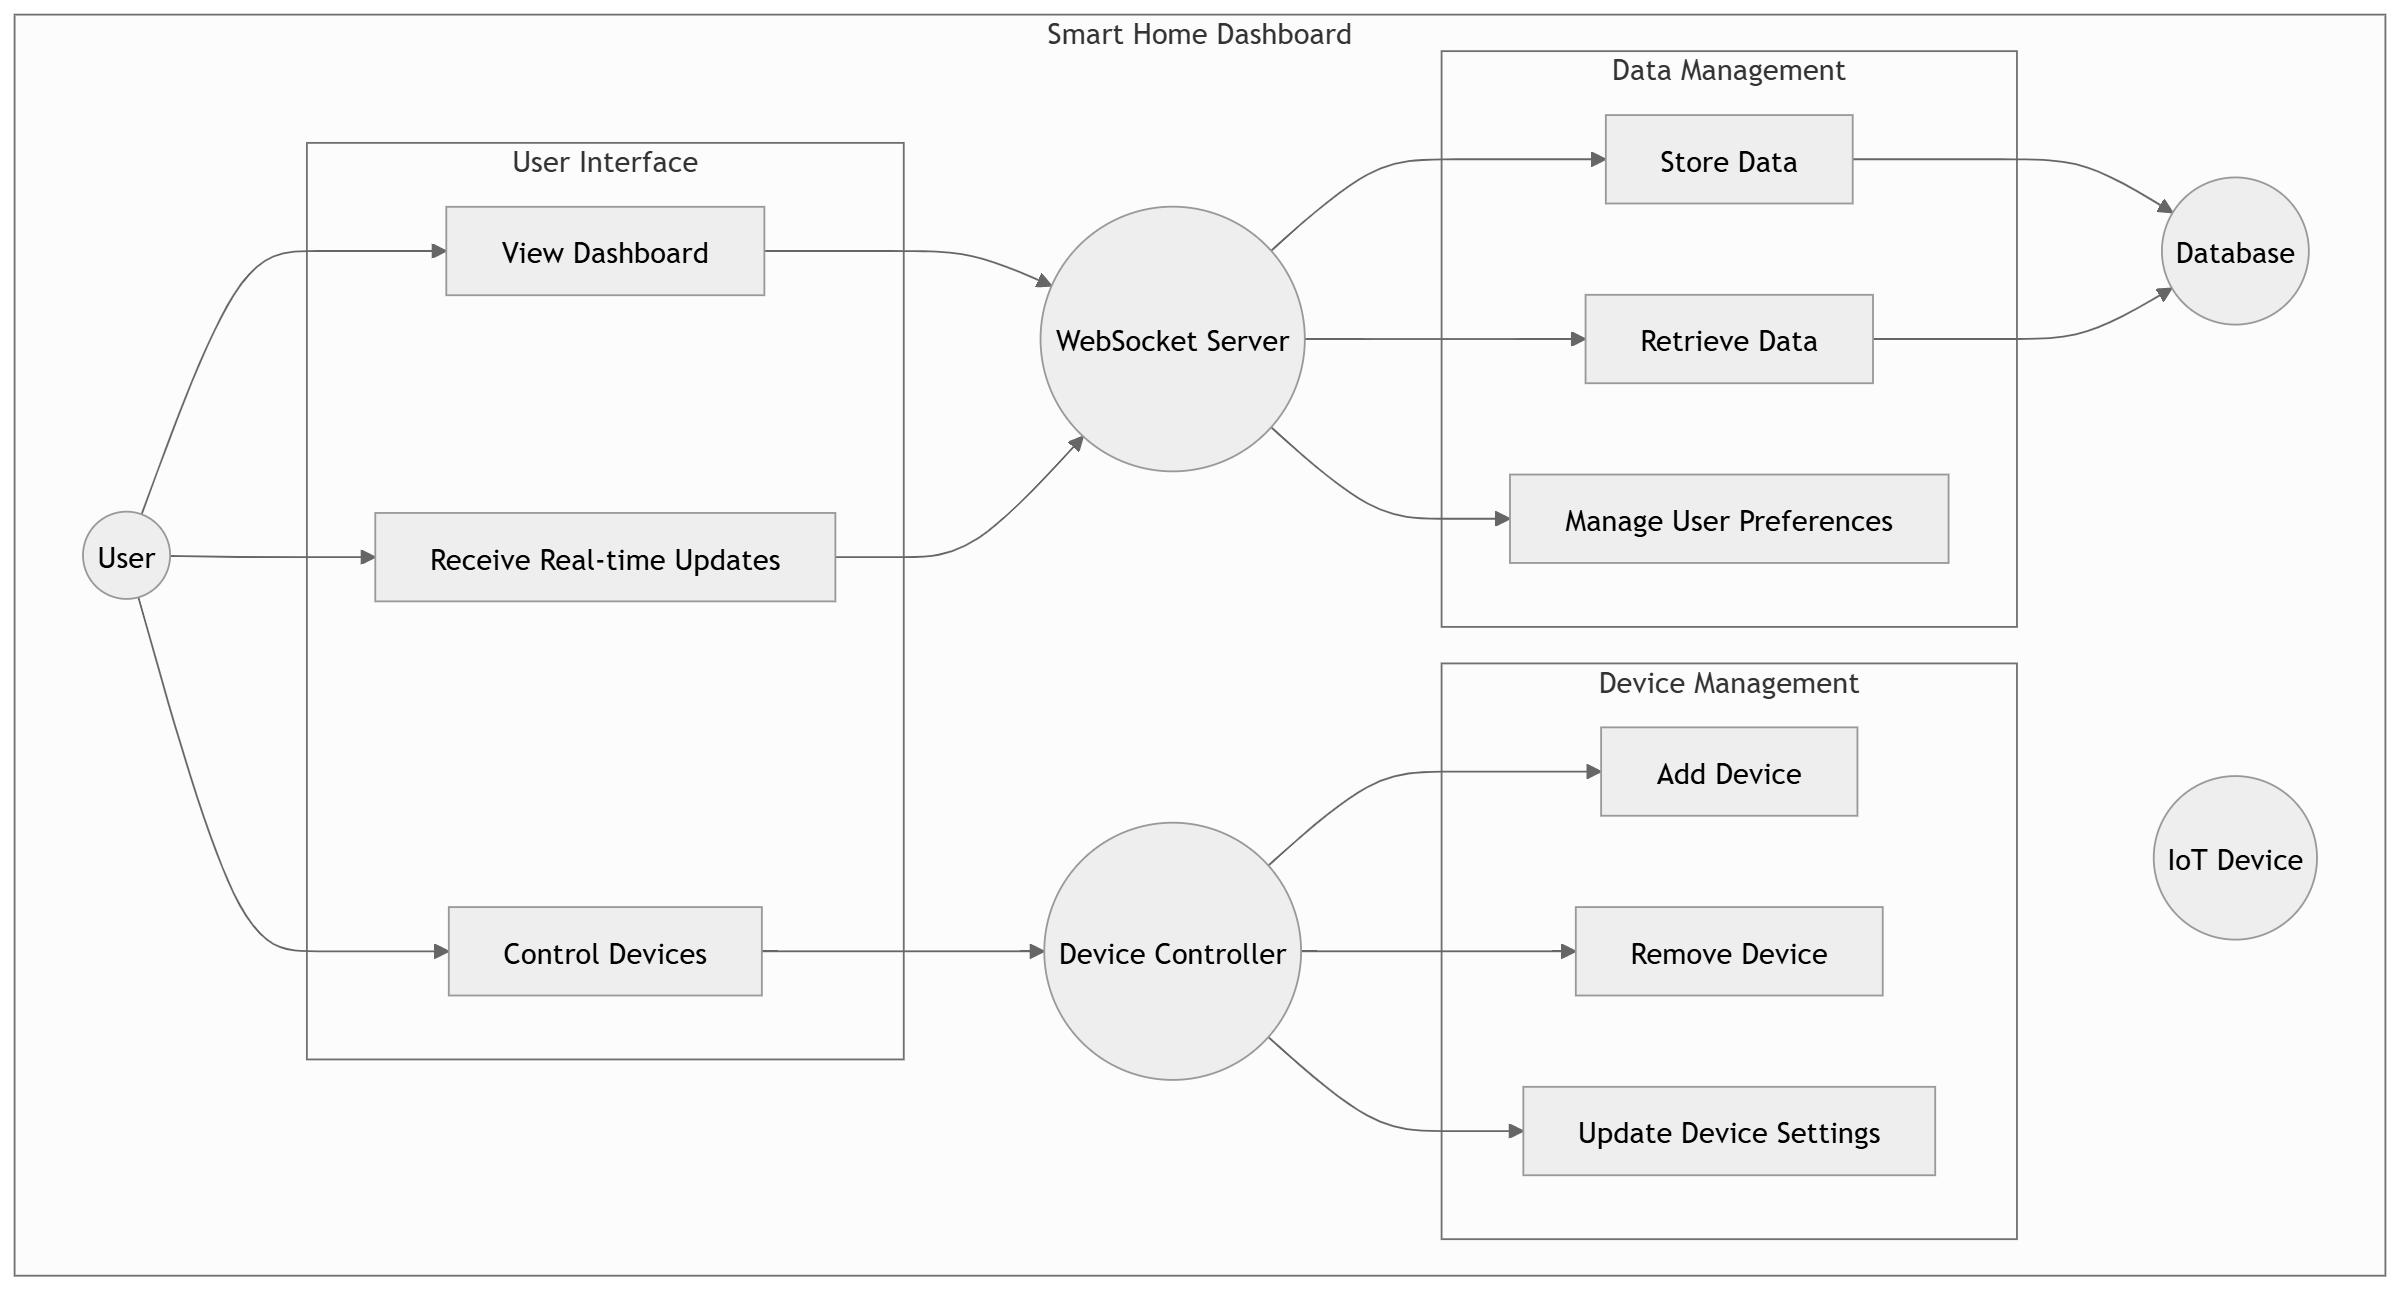 Smart Home Dashboard
User Interface
View Dashboard
Receive Real-time Updates
Control Devices
User
WebSocket Server
Device Controller
Data Management
Store Data
Retrieve Data
Manage User Preferences
Device Management
Add Device
Remove Device
Update Device Settings
Database
IoT Device